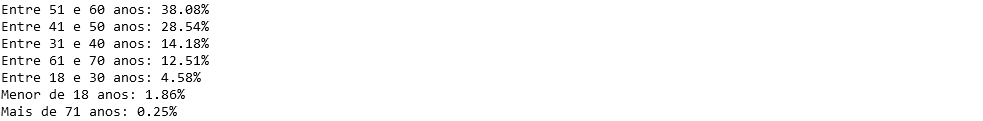 Entre 51 e 60 anos: 38.08%
Entre 41 e 50 anos: 28.54%
Entre 31 e 40 anos: 14.18%
Entre 61 e 70 anos: 12.51%
Entre 18 e 30 anos: 4.58%
Menor de 18 anos: 1.86%
Mais de 71 anos: 0.25%